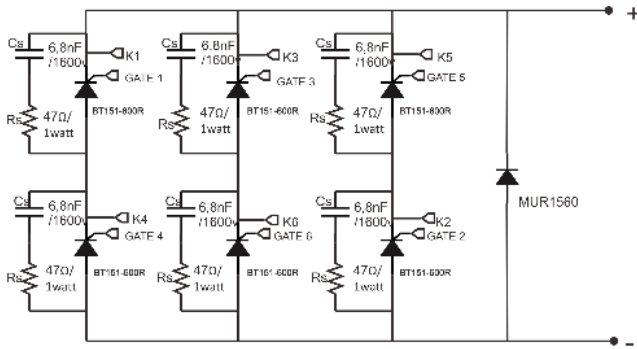 +
Cs 6,8nF /1600v K1
GATE 1
Rs 47Ω/ 1watt BT151-600R
Cs 6.8nF /1600v K3
GATE 3
Rs 47Ω/ 1watt BT151-600R
Cs 6,8nF /1600v K5
GATE 5
Rs 47Ω/ 1watt BT151-600R
Cs 6,8nF /1600v K4
GATE 4
Rs 47Ω/ 1watt BT151-600R
Cs 6,8nF /1600v K6
GATE 6
Rs 47Ω/ 1watt BT151-600R
Cs 6,8nF /1600v K2
GATE 2
Rs 47Ω/ 1watt BT151-600R
MUR1560
-